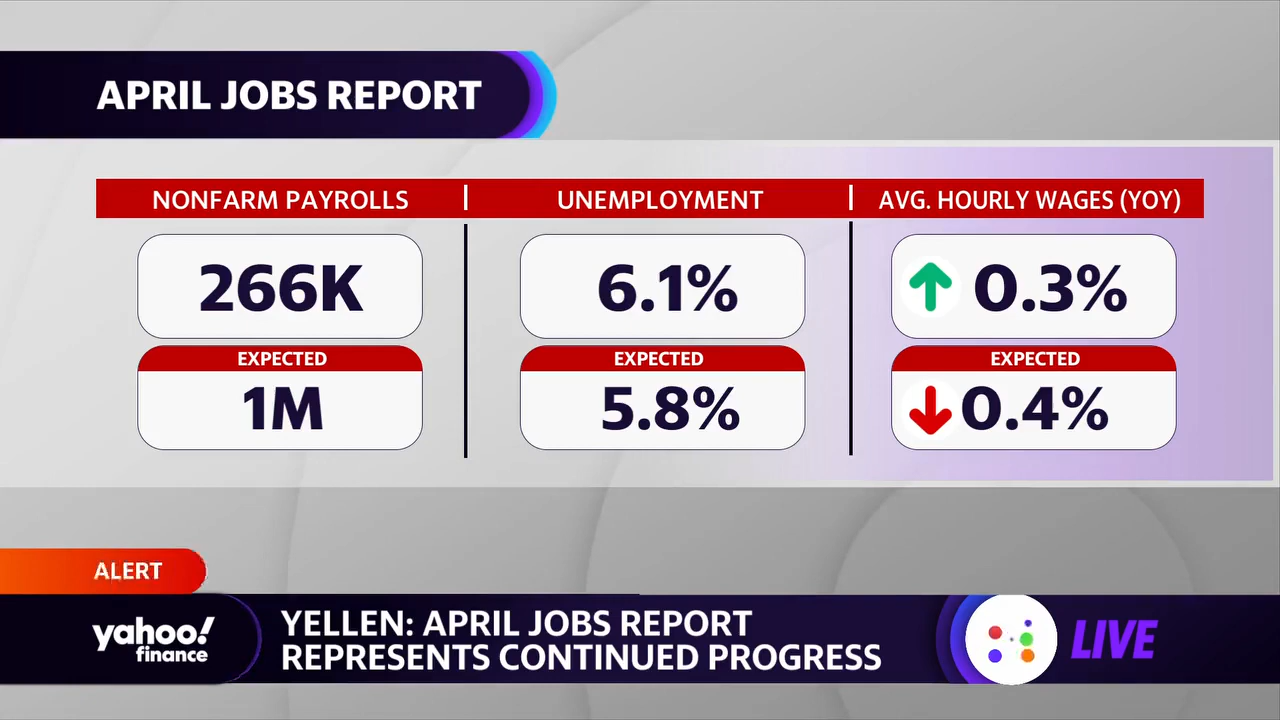 APRIL JOBS REPORT
NONFARM PAYROLLS
UNEMPLOYMENT
AVG. HOURLY WAGES (YOY)
266K
6.1%
0.3%
EXPECTED
EXPECTED
EXPECTED
1M
5.8%
0.4%
ALERT
yahoo!
finance
YELLEN: APRIL JOBS REPORT
REPRESENTS CONTINUED PROGRESS
LIVE